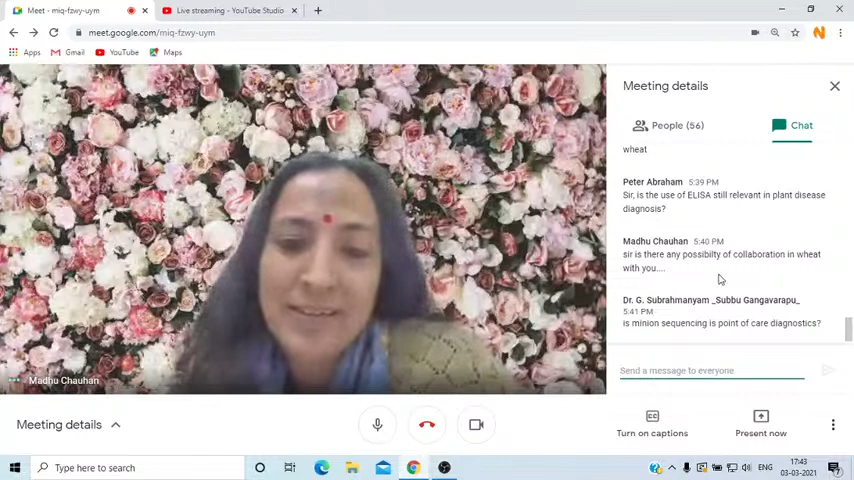 Meet - miq-fzwy-uym
Live streaming - YouTube Studio
meet.google.com/miq-fzwy-uym
Apps
Gmail
YouTube
Maps
Meeting details
People (56)
Chat
wheat
Peter Abraham 5:39 PM
Sir, is the use of ELISA still relevant in plant disease
diagnosis?
Madhu Chauhan 5:40 PM
sir is there any possibilty of collaboration in wheat
with you....
Dr. G. Subrahmanyam _Subbu Gangavarapu_
5:41 PM
is minion sequencing is point of care diagnostics?
Send a message to everyone
Madhu Chauhan
Meeting details
Turn on captions
Present now
Type here to search
ENG
17:43
03-03-2021